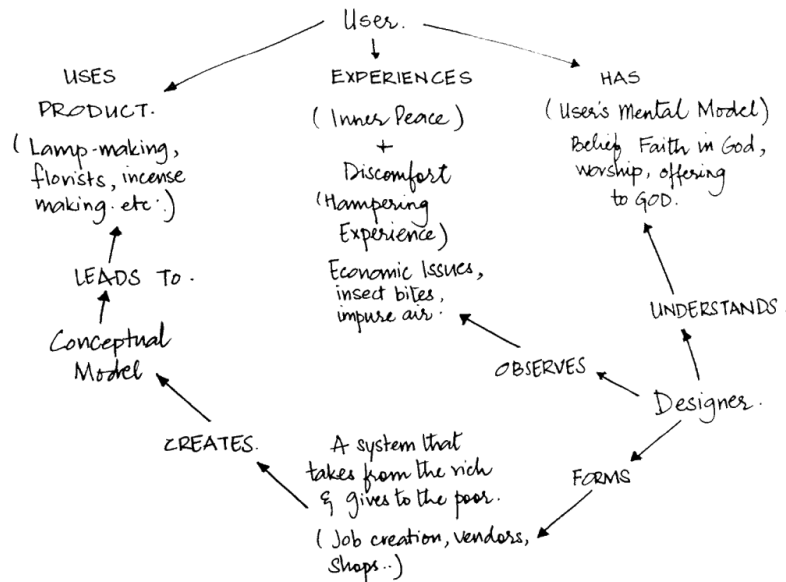 User.
USES
PRODUCT.
(Lamp-making,
florists, incense
making. etc.)
EXPERIENCES
(Inner Peace)
+
Discomfort
(Hampering
Experience)
Economic Issues,
insect bites,
impure air.
HAS
(User's Mental Model)
Belief, Faith in God,
worship, offering
to GOD.
LEADS TO.
Conceptual
Model
UNDERSTANDS.
OBSERVES
Designer.
CREATES.
A system that
takes from the rich
& gives to the poor.
(Job creation, vendors,
Shops..)
FORMS